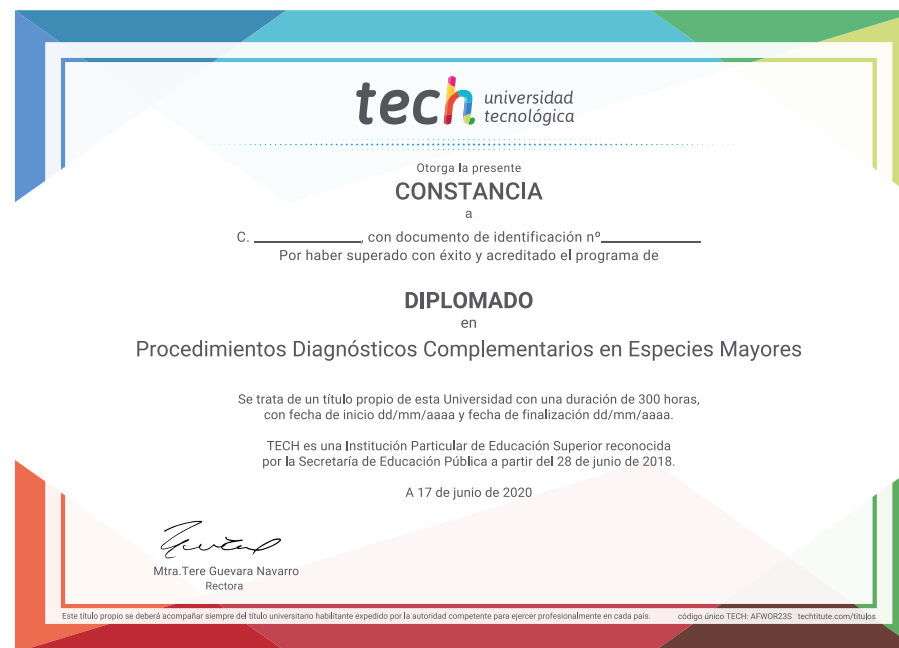 tech universidad
tecnológica
Otorga la presente
CONSTANCIA
a
C. ____________, con documento de identificación nº____________
Por haber superado con éxito y acreditado el programa de
DIPLOMADO
en
Procedimientos Diagnósticos Complementarios en Especies Mayores
Se trata de un título propio de esta Universidad con una duración de 300 horas,
con fecha de inicio dd/mm/aaaa y fecha de finalización dd/mm/aaaa.
TECH es una Institución Particular de Educación Superior reconocida
por la Secretaría de Educación Pública a partir del 28 de junio de 2018.
A 17 de junio de 2020
Mtra.Tere Guevara Navarro
Rectora
Este título propio se deberá acompañar siempre del título universitario habilitante expedido por la autoridad competente para ejercer profesionalmente en cada país. código único TECH: AFWOR23S techtitute.com/titulos